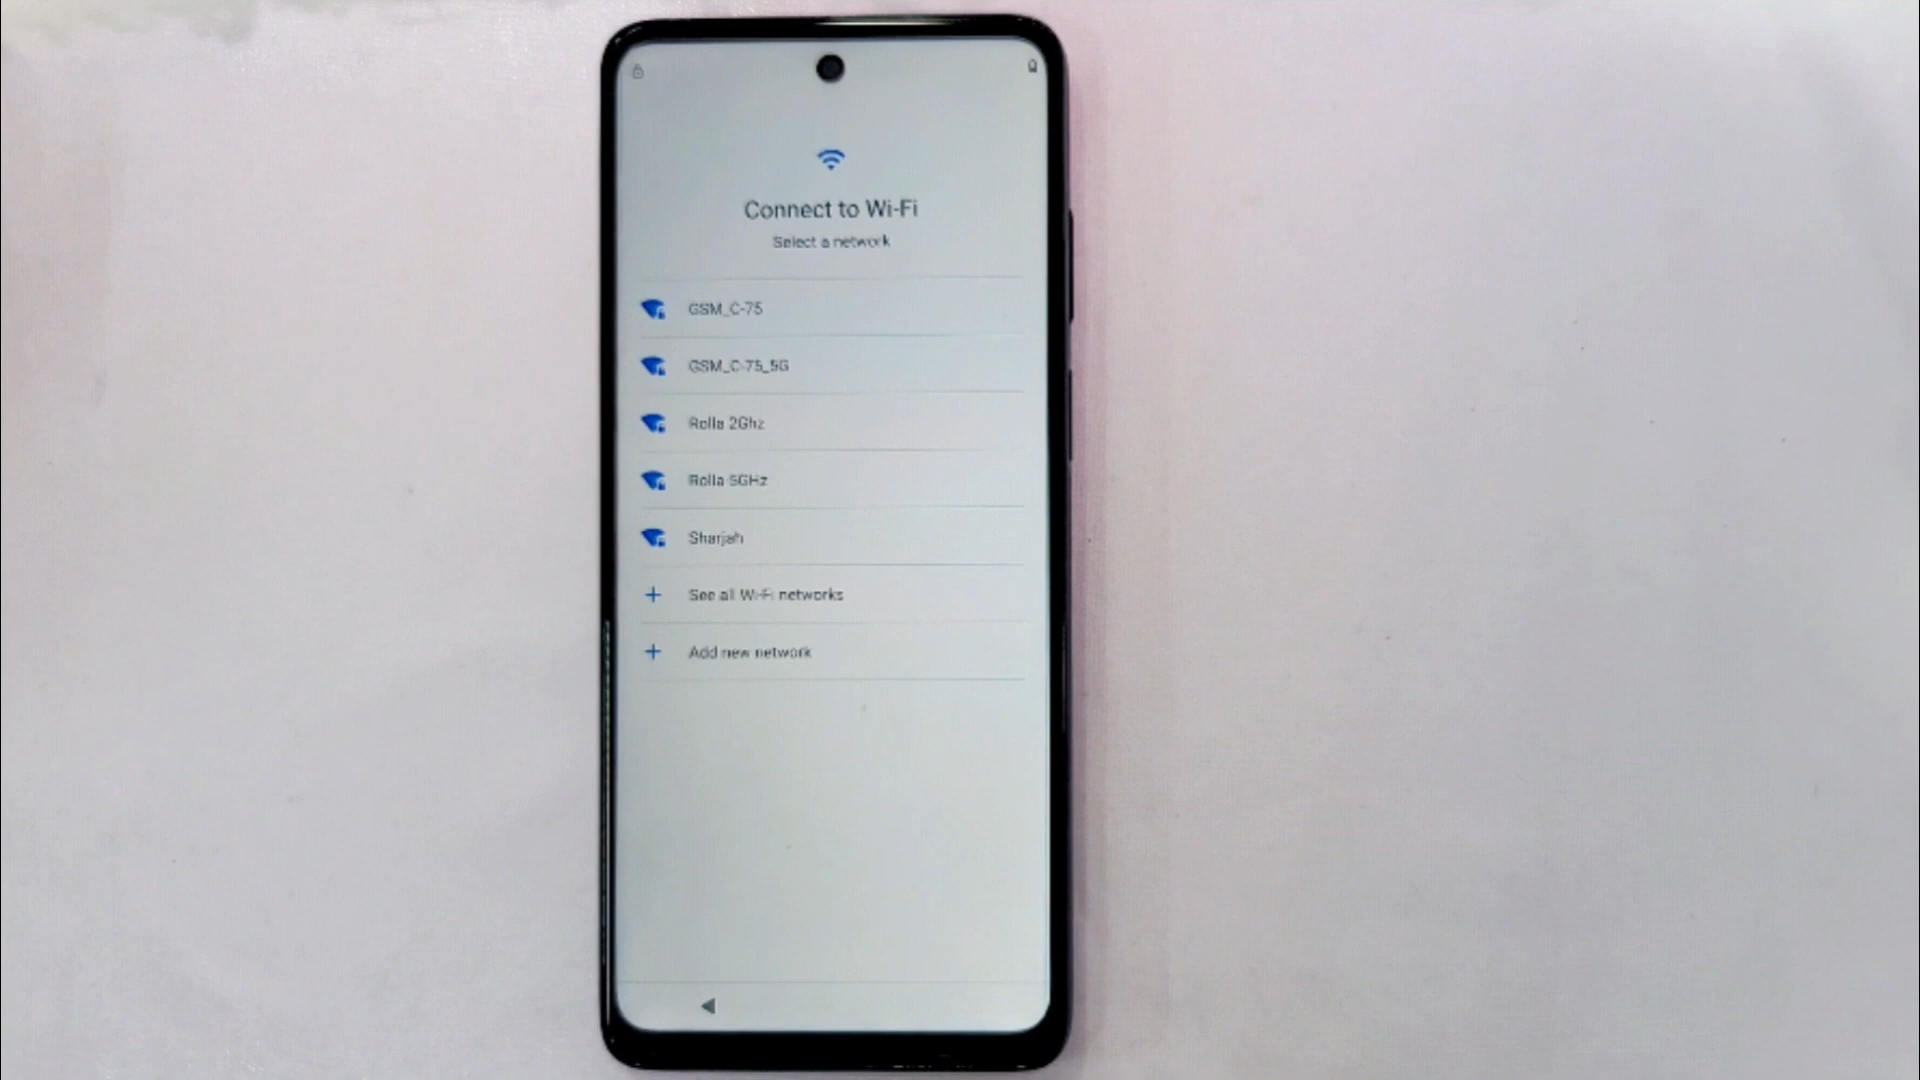 Connect to Wi-Fi
Select a network
GSM_C-75
GSM_C-75_5G
Rolla 2Ghz
Rolla 5GHz
Sharjah
See all Wi-Fi networks
Add new network